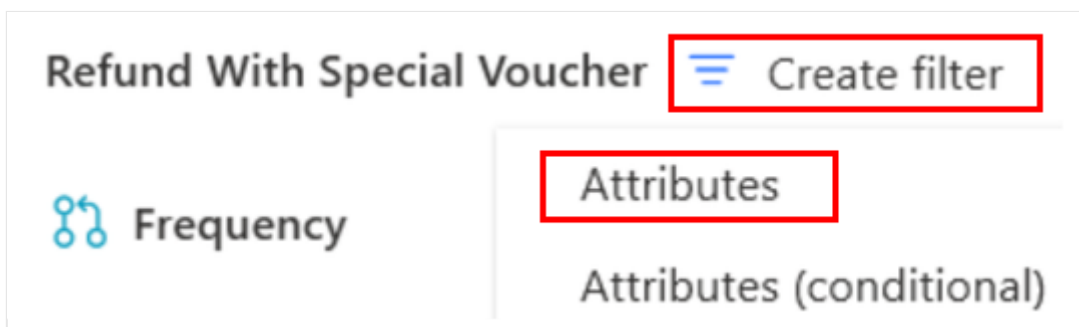 Refund With Special Voucher Create filter
Attributes
Frequency
Attributes (conditional)